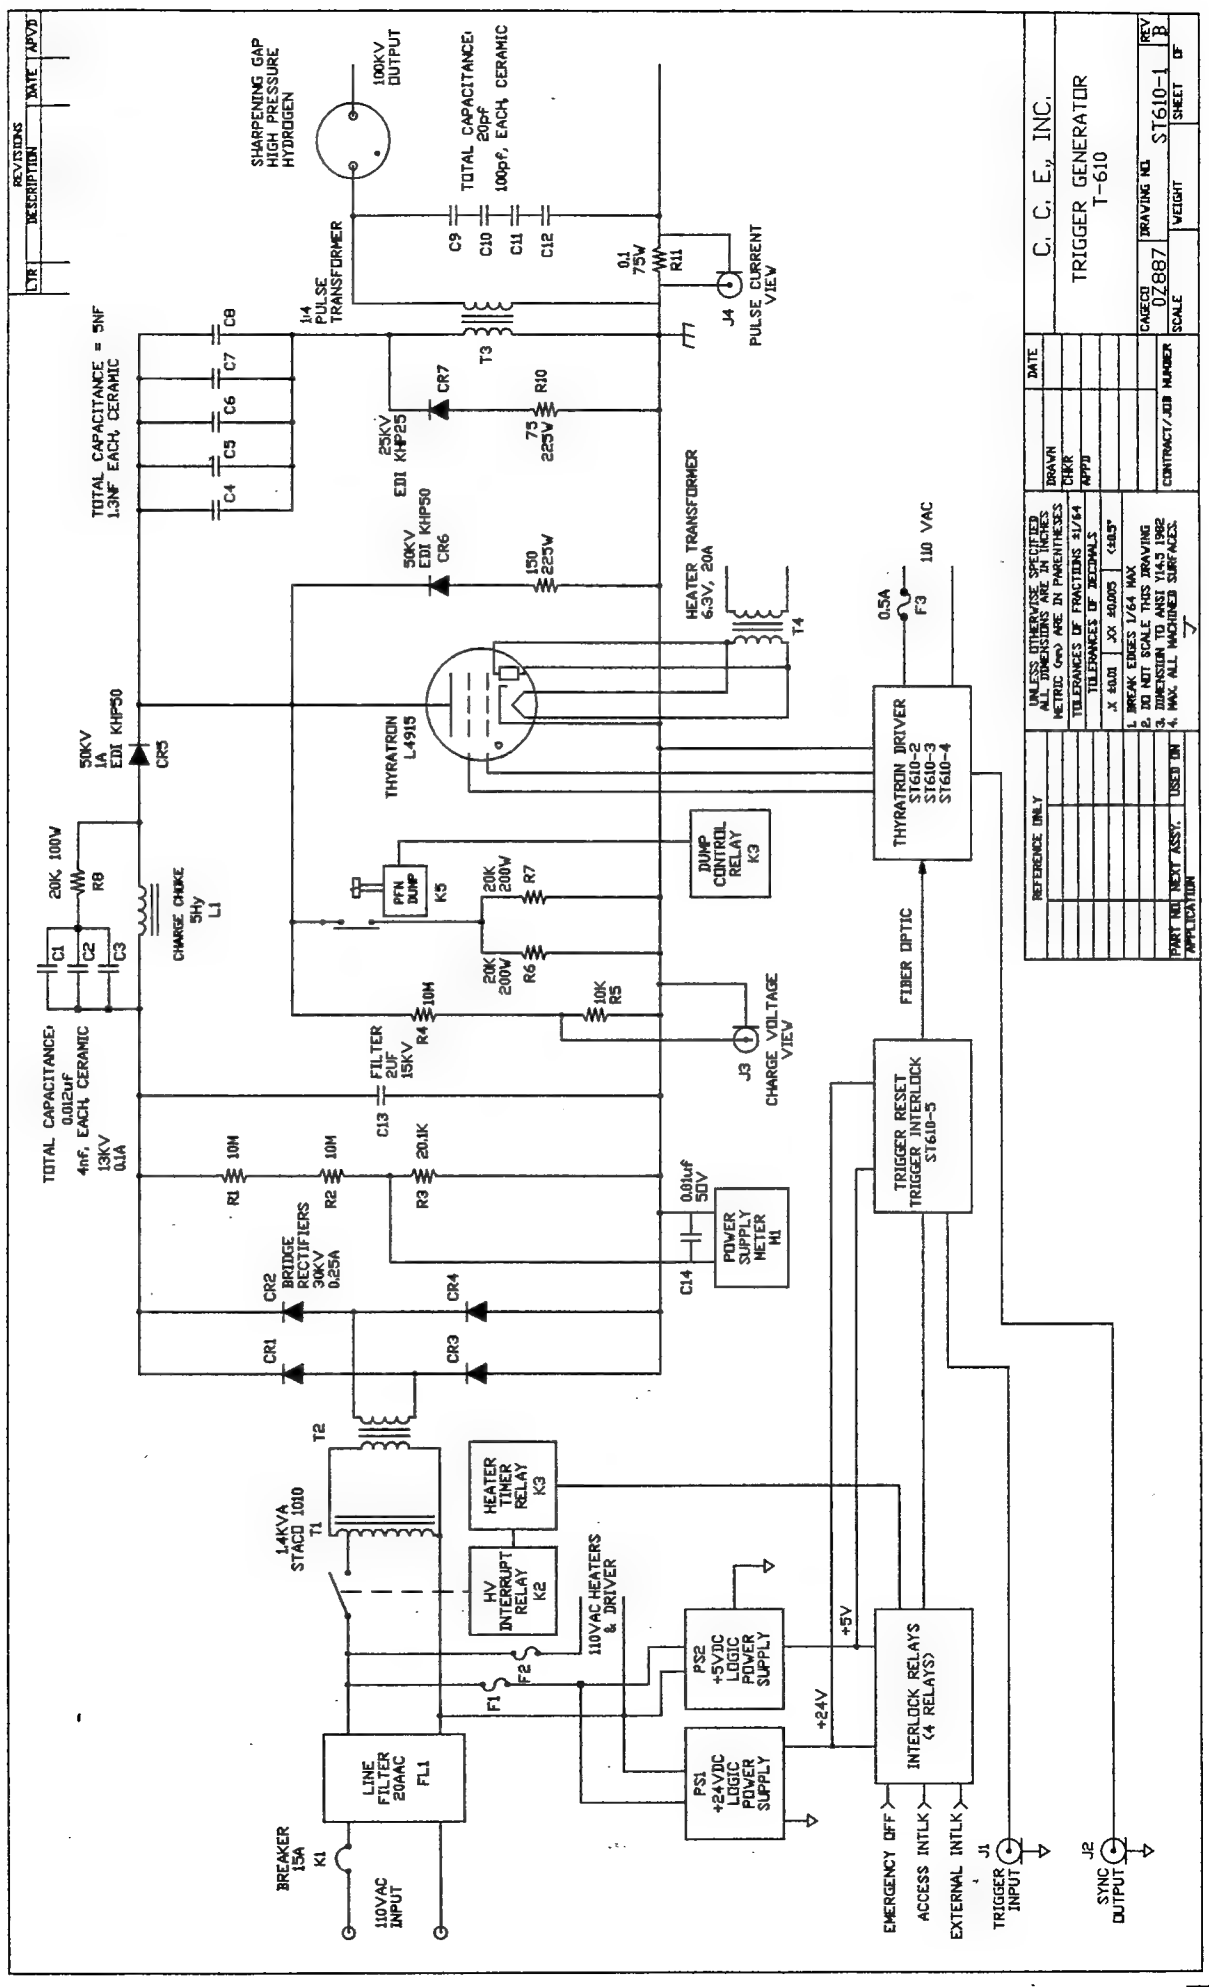 REVISIONS
LTR DESCRIPTION DATE APVD
SHARPENING GAP
HIGH PRESSURE
HYDROGEN
100KV
OUTPUT
TOTAL CAPACITANCE:
20pf
100pf, EACH, CERAMIC
C9
C10
C11
C12
1:4
PULSE
TRANSFORMER
T3
0.1
75W
R11
J4
PULSE CURRENT
VIEW
TOTAL CAPACITANCE = 5NF
1.3NF EACH, CERAMIC
C4
C5
C6
C7
C8
25KV
EDI KHP25
CR7
75
225W
R10
50KV
EDI KHP50
CR6
150
225W
HEATER TRANSFORMER
6.3V, 20A
T4
THYRATRON
L4915
50KV
1A
EDI KHP50
CR5
20K, 100W
R8
CHARGE CHOKE
5Hy
L1
C1
C2
C3
TOTAL CAPACITANCE:
0.012uf
4nf, EACH, CERAMIC
13KV
0.1A
PFN
DUMP
K5
20K
200W
R7
20K
200W
R6
DUMP
CONTROL
RELAY
K3
10M
R4
10K
R5
J3
CHARGE VOLTAGE
VIEW
FILTER
2UF
15KV
C13
10M
R1
10M
R2
20.1K
R3
0.01uf
50V
C14
POWER
SUPPLY
METER
M1
CR2
BRIDGE
RECTIFIERS
30KV
0.25A
CR4
CR1
CR3
T2
1.4KVA
STACO 1010
T1
HEATER
TIMER
RELAY
K3
HV
INTERRUPT
RELAY
K2
110VAC HEATERS
& DRIVER
F2
F1
LINE
FILTER
20AAC
FL1
BREAKER
15A
K1
110VAC
INPUT
PS2
+5VDC
LOGIC
POWER
SUPPLY
PS1
+24VDC
LOGIC
POWER
SUPPLY
+5V
+24V
INTERLOCK RELAYS
(4 RELAYS)
EMERGENCY OFF
ACCESS INTLK
EXTERNAL INTLK
J1
TRIGGER
INPUT
J2
SYNC
OUTPUT
TRIGGER RESET
TRIGGER INTERLOCK
ST610-5
FIBER OPTIC
THYRATRON DRIVER
ST610-2
ST610-3
ST610-4
0.5A
F3
110 VAC
REFERENCE ONLY
PART NO. NEXT ASSY. USED ON
APPLICATION
UNLESS OTHERWISE SPECIFIED
ALL DIMENSIONS ARE IN INCHES
METRIC (mm) ARE IN PARENTHESES
TOLERANCES OF FRACTIONS ±1/64
TOLERANCES OF DECIMALS
.X ±0.01 .XX ±0.005 <±0.5°
1. BREAK EDGES 1/64 MAX
2. DO NOT SCALE THIS DRAWING
3. DIMENSION TO ANSI Y14.5 1982
4. MAX. ALL MACHINED SURFACES.
DATE
DRAWN
CHKR
APPD
CONTRACT/JOB NUMBER
C. C. E., INC.
TRIGGER GENERATOR
T-610
CAGECD
0Z887
DRAWING NO.
ST610-1
REV
B
SCALE
WEIGHT
SHEET OF